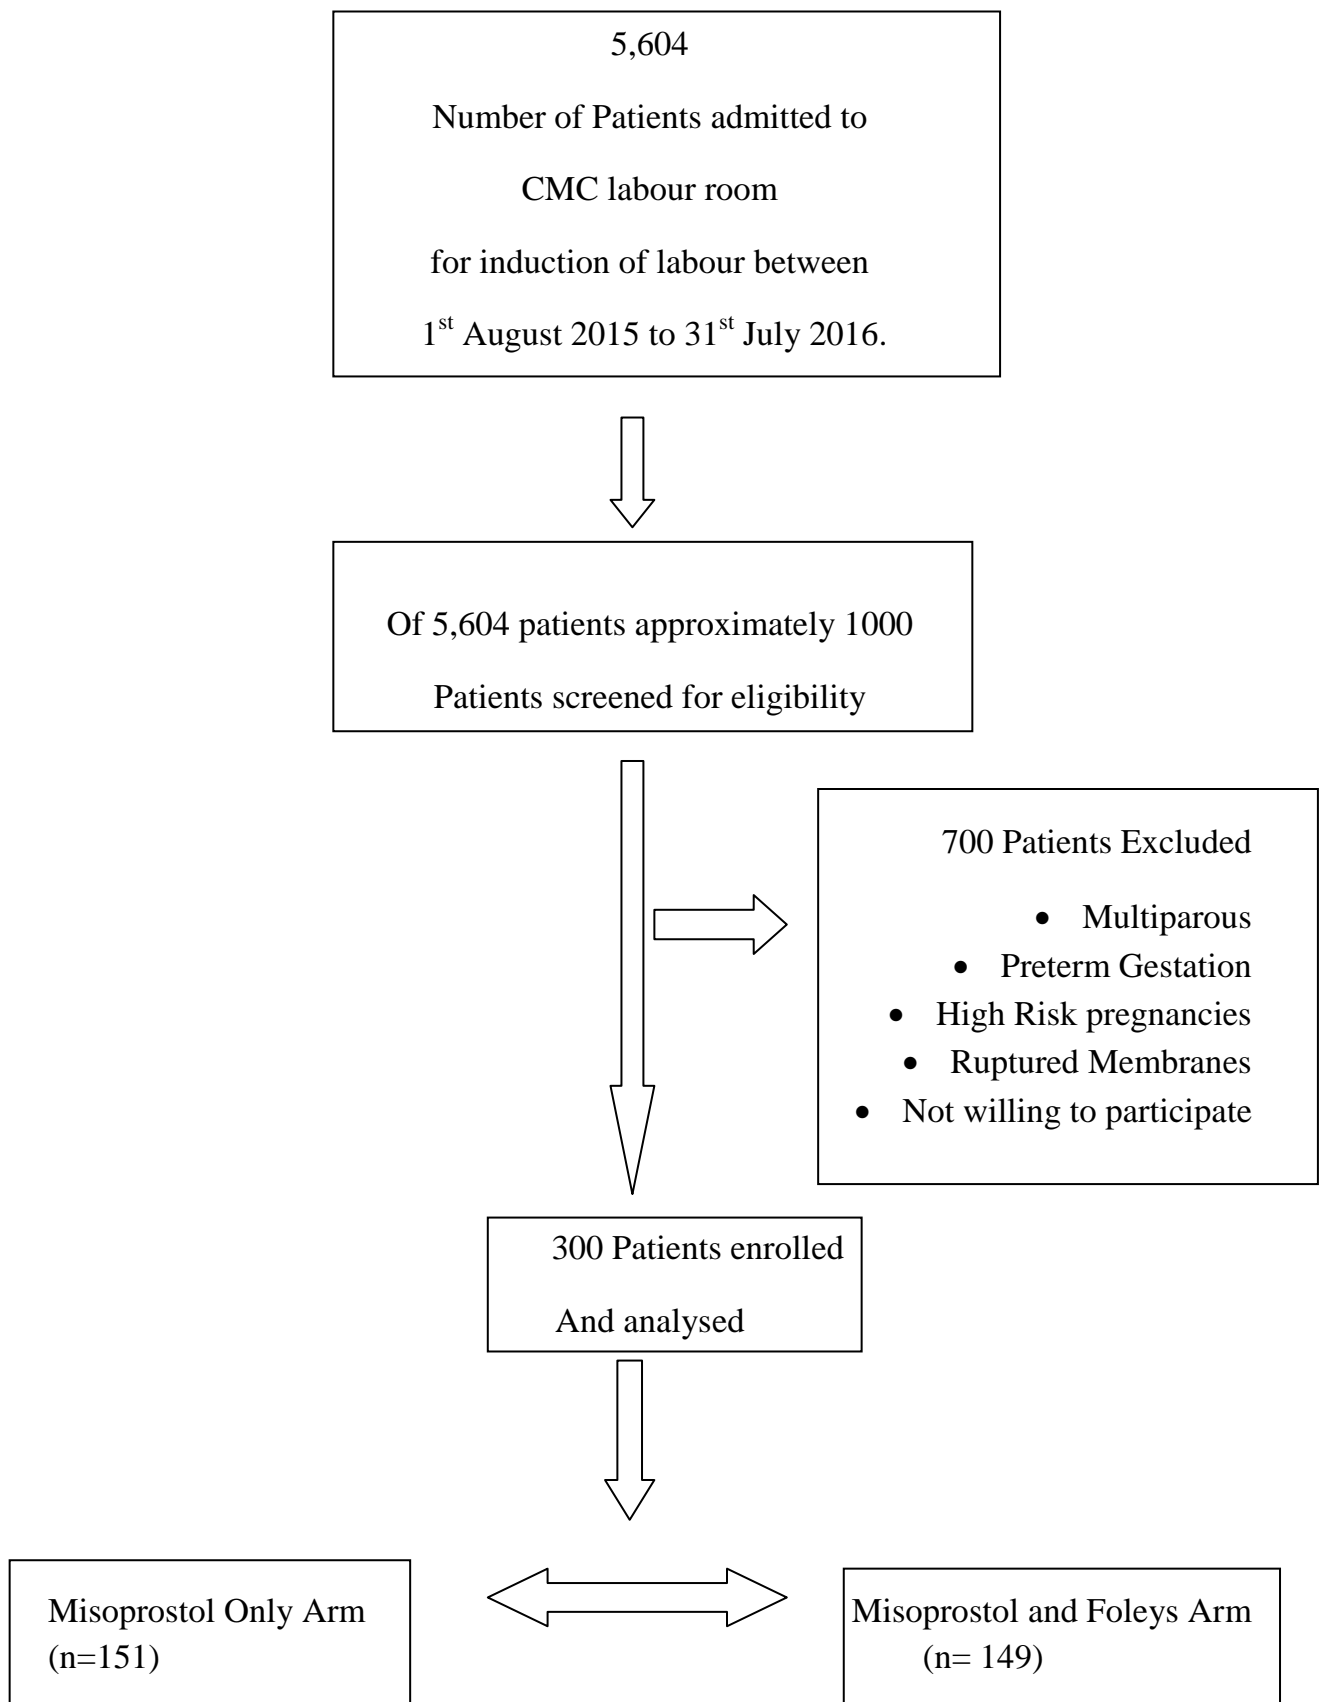 5,604
Number of Patients admitted to
CMC labour room
for induction of labour between
1st August 2015 to 31st July 2016.
Of 5,604 patients approximately 1000
Patients screened for eligibility
700 Patients Excluded
• Multiparous
• Preterm Gestation
• High Risk pregnancies
• Ruptured Membranes
• Not willing to participate
300 Patients enrolled
And analysed
Misoprostol Only Arm
(n=151)
Misoprostol and Foleys Arm
(n= 149)